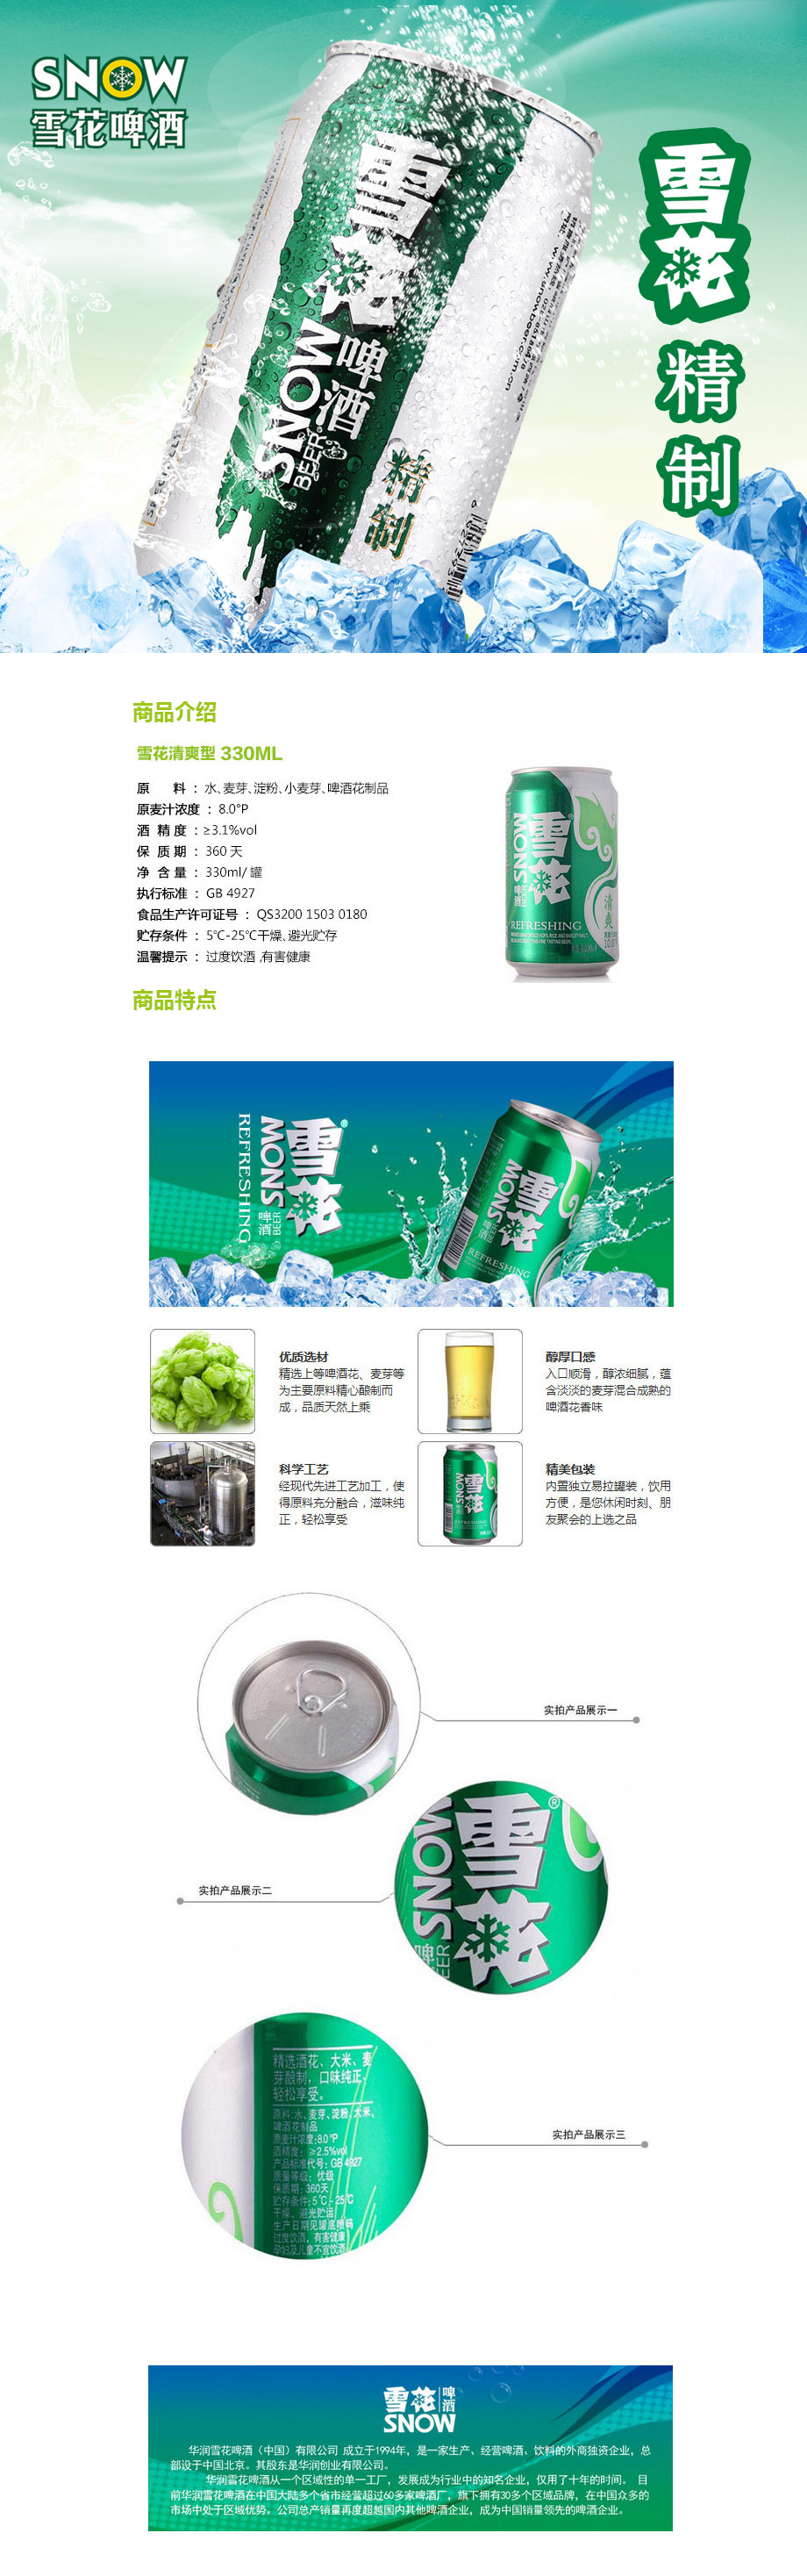 SNOW
雪花啤酒
雪花
啤酒
SNOW
BEER
精制
www.snowbeer.com.cn
雪花
精
制
商品介绍
雪花清爽型 330ML
原 料 : 水、麦芽、淀粉、小麦芽、啤酒花制品
原麦汁浓度 : 8.0°P
酒 精 度 : ≥3.1%vol
保 质 期 : 360 天
净 含 量 : 330ml/ 罐
执行标准 : GB 4927
食品生产许可证号 : QS3200 1503 0180
贮存条件 : 5℃-25℃干燥、避光贮存
温馨提示 : 过度饮酒 ,有害健康
雪花
SNOW
啤酒
清爽
REFRESHING
商品特点
雪花®
SNOW
啤酒
BEER
REFRESHING
雪花
SNOW
啤酒
REFRESHING
优质选材
精选上等啤酒花、麦芽等
为主要原料精心酿制而
成，品质天然上乘
醇厚口感
入口顺滑，醇浓细腻，蕴
含淡淡的麦芽混合成熟的
啤酒花香味
科学工艺
经现代先进工艺加工，使
得原料充分融合，滋味纯
正，轻松享受
雪花
SNOW
精美包装
内置独立易拉罐装，饮用
方便，是您休闲时刻、朋
友聚会的上选之品
实拍产品展示一
雪花®
SNOW
实拍产品展示二
精选酒花、大米、麦
芽酿制，口味纯正、
轻松享受。
原料:水、麦芽、淀粉、大米、
啤酒花制品
原麦汁浓度:8.0°P
酒精度：≥2.5%vol
产品标准代号：GB 4927
质量等级：优级
保质期：360天
贮存条件：5℃-25℃
干燥、避光贮运
生产日期见罐底喷码
过度饮酒，有害健康
孕妇及儿童不宜饮酒
实拍产品展示三
雪花啤酒
SNOW
华润雪花啤酒（中国）有限公司 成立于1994年，是一家生产、经营啤酒、饮料的外商独资企业，总
部设于中国北京。其股东是华润创业有限公司。
华润雪花啤酒从一个区域性的单一工厂，发展成为行业中的知名企业，仅用了十年的时间。 目
前华润雪花啤酒在中国大陆多个省市经营超过60多家啤酒厂，旗下拥有30多个区域品牌，在中国众多的
市场中处于区域优势。公司总产销量再度超越国内其他啤酒企业，成为中国销量领先的啤酒企业。